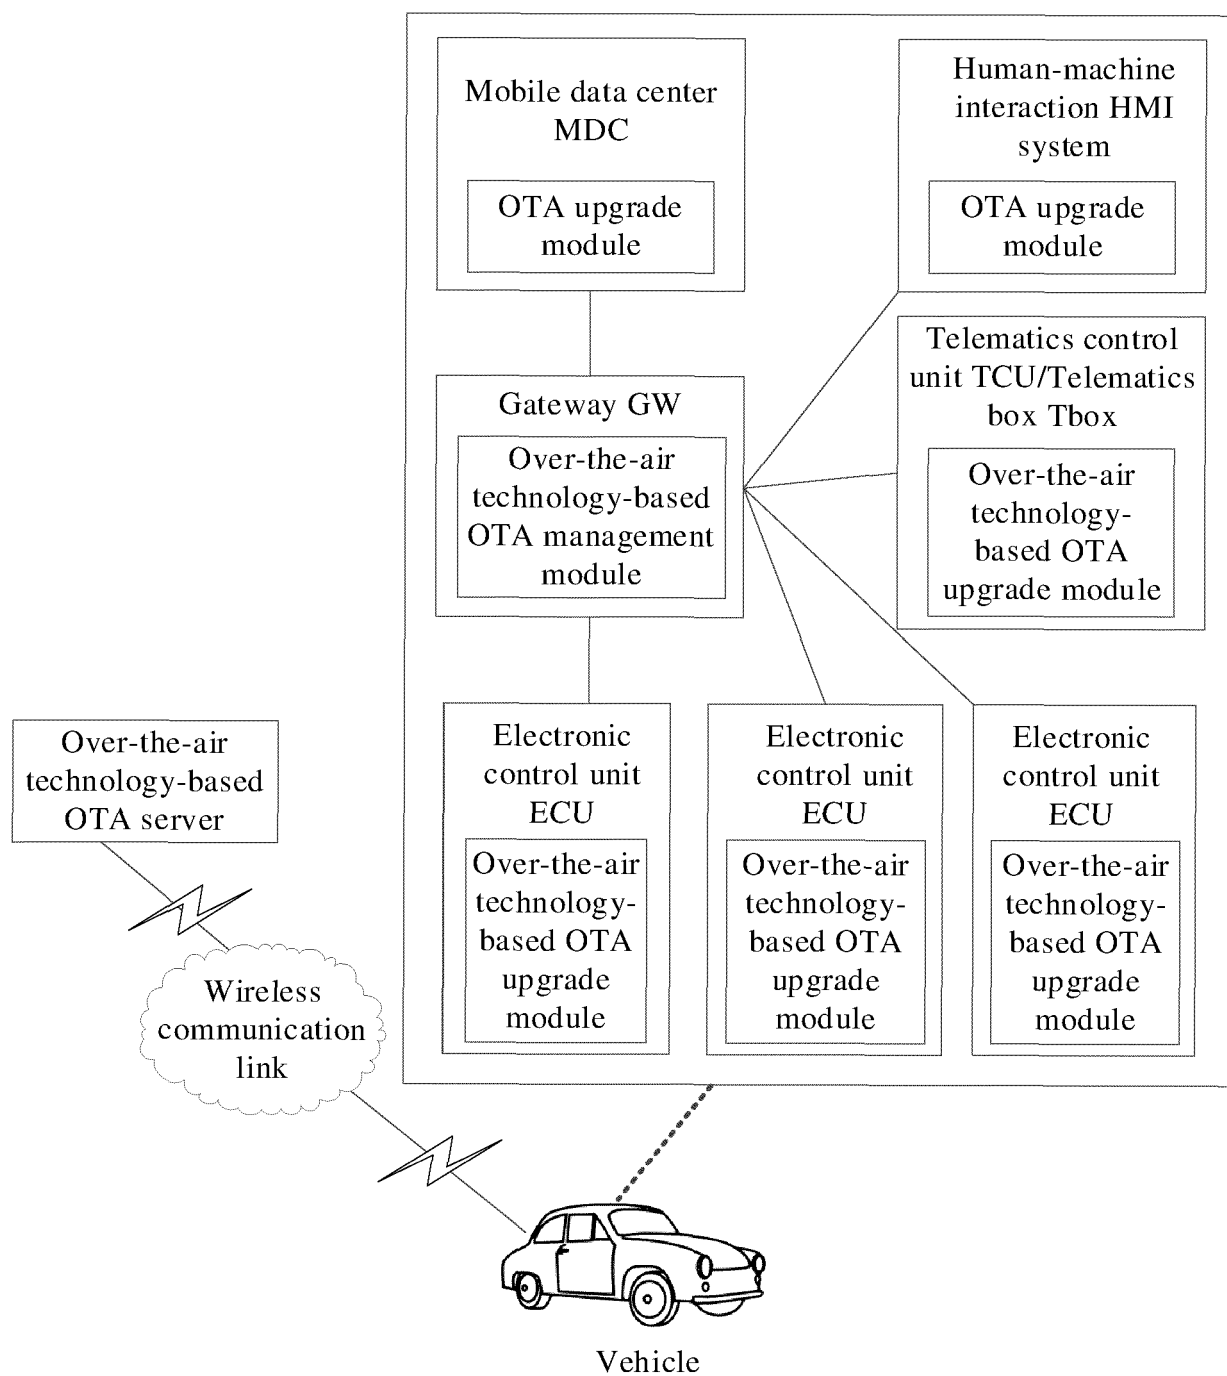 Mobile data center
MDC
OTA upgrade
module
Human-machine
interaction HMI
system
OTA upgrade
module
Gateway GW
Over-the-air
technology-based
OTA management
module
Telematics control
unit TCU/Telematics
box Tbox
Over-the-air
technology-
based OTA
upgrade module
Electronic
control unit
ECU
Over-the-air
technology-
based OTA
upgrade
module
Electronic
control unit
ECU
Over-the-air
technology-
based OTA
upgrade
module
Electronic
control unit
ECU
Over-the-air
technology-
based OTA
upgrade
module
Over-the-air
technology-based
OTA server
Wireless
communication
link
Vehicle